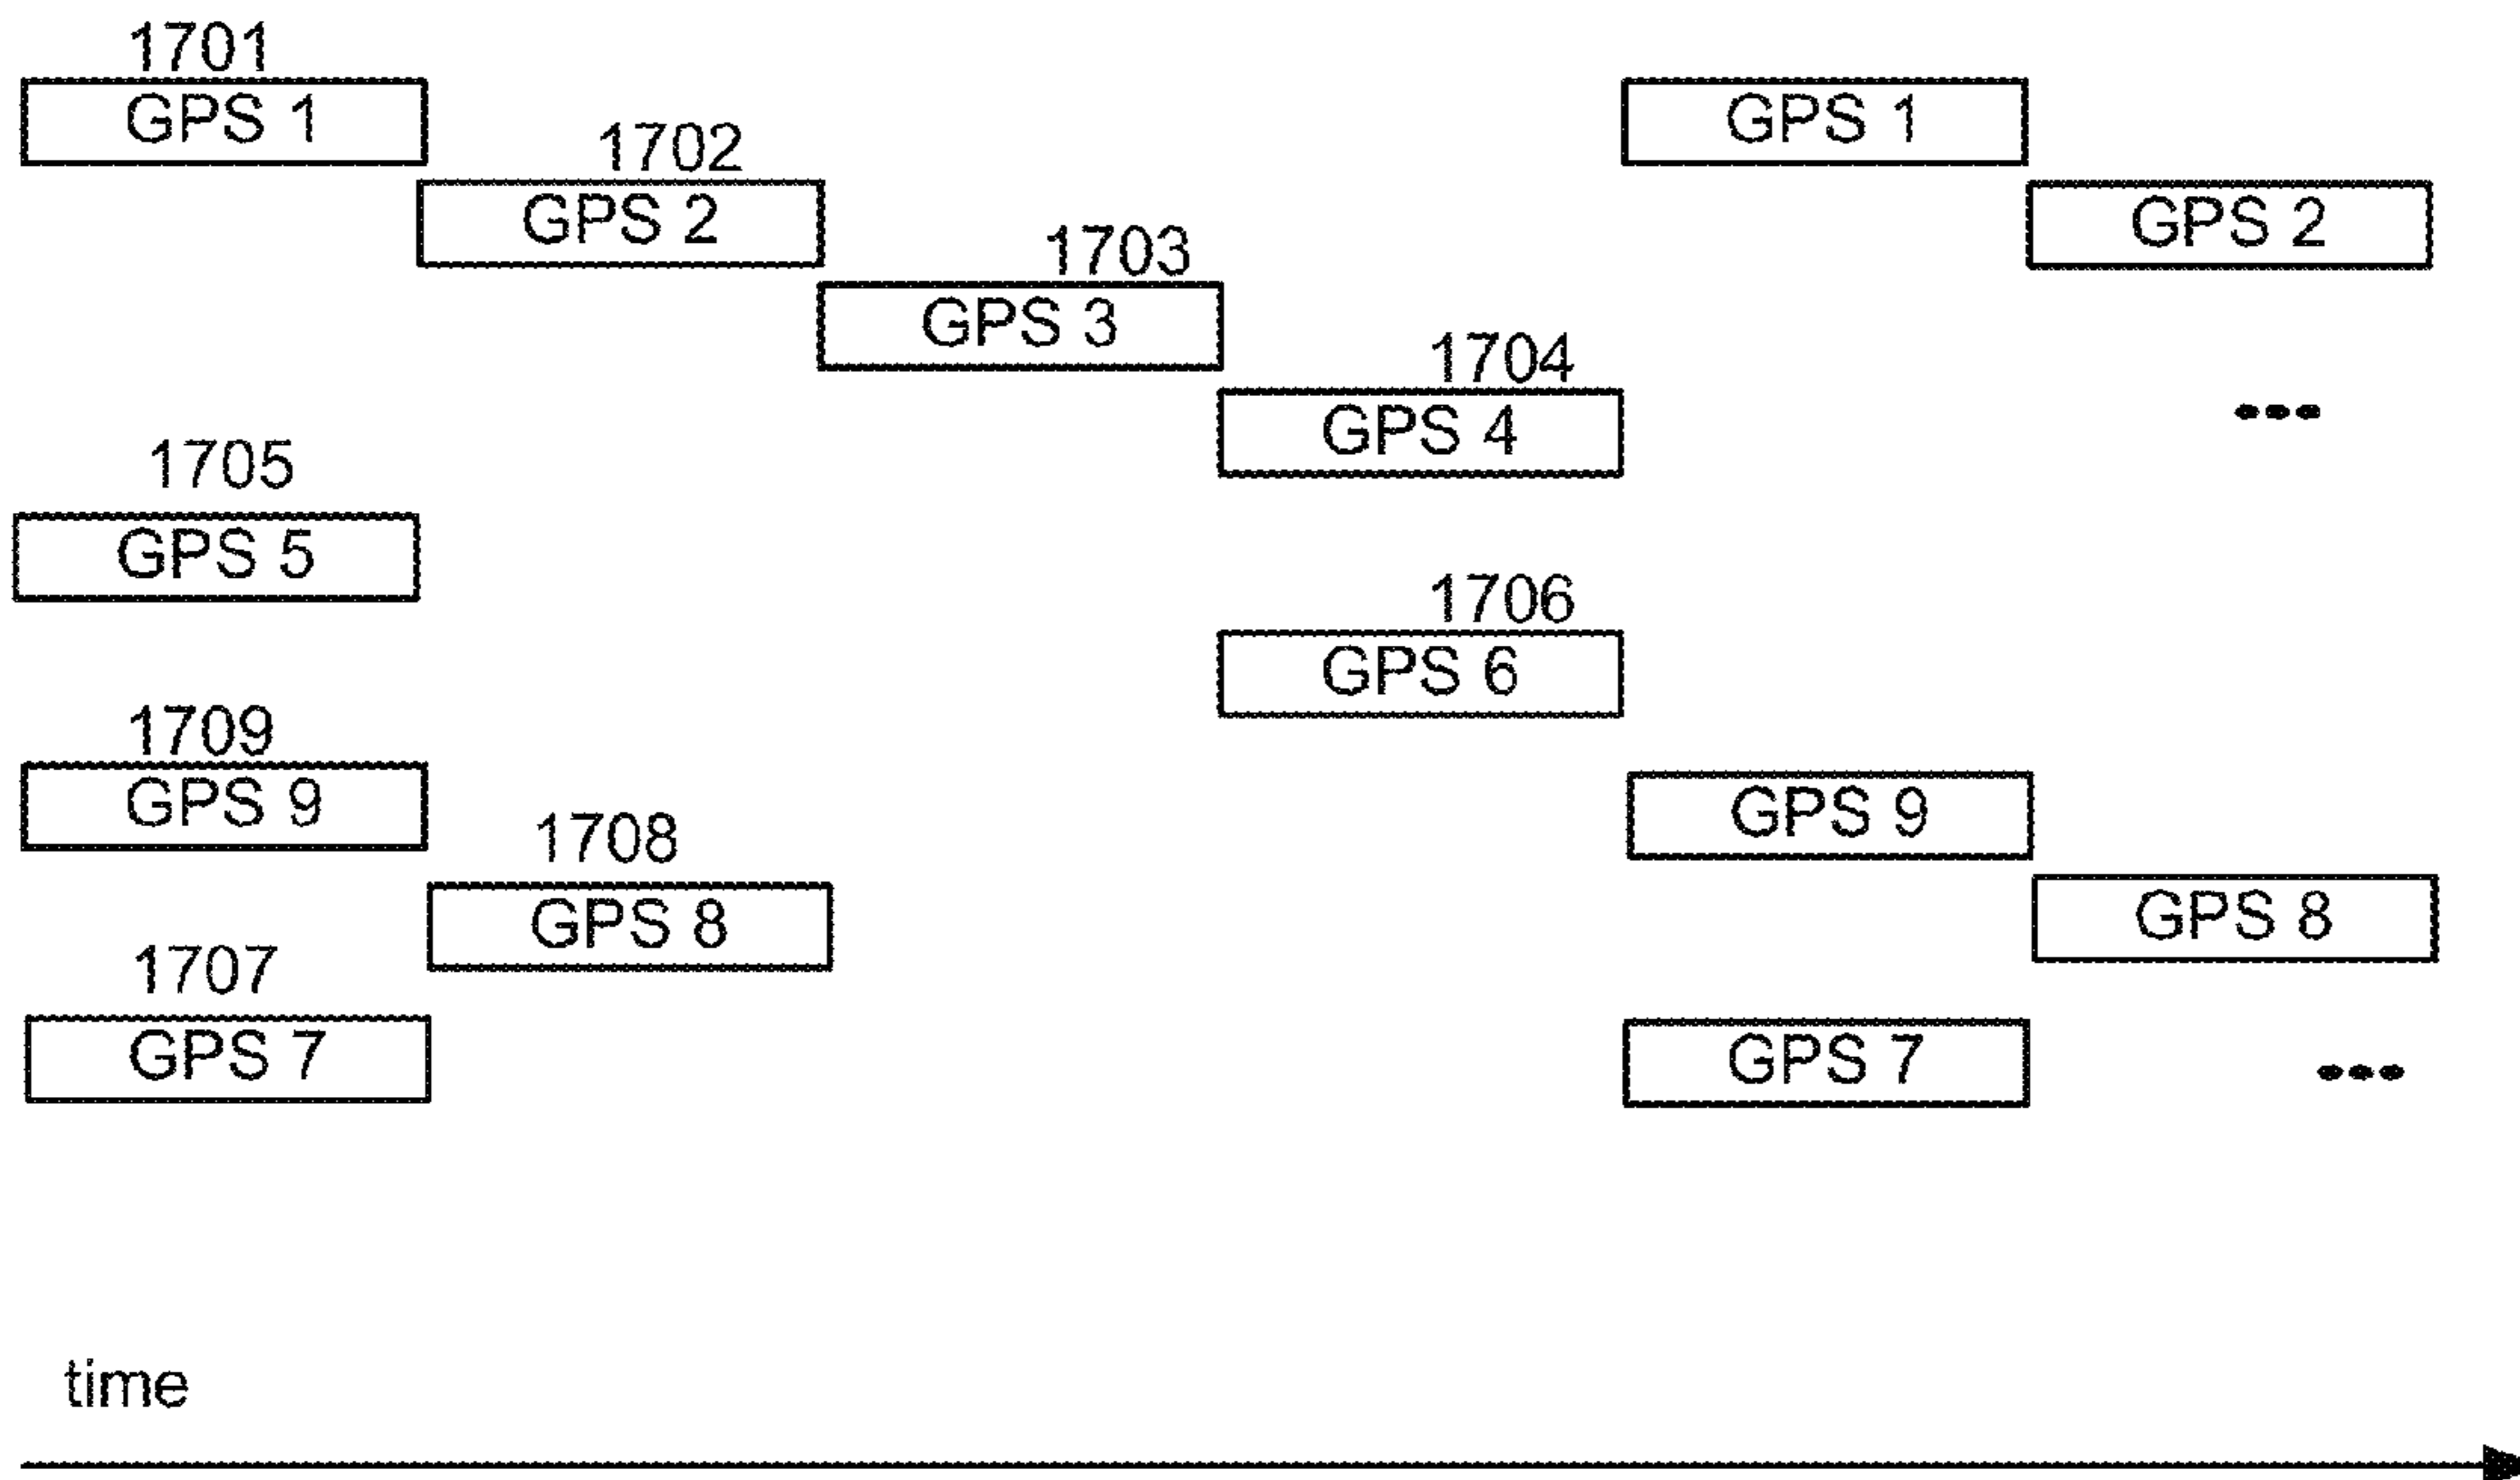 1701
GPS 1
GPS 1
1702
GPS 2
GPS 2
1703
GPS 3
1704
GPS 4
...
1705
GPS 5
1706
GPS 6
1709
GPS 9
GPS 9
1708
GPS 8
GPS 8
1707
GPS 7
GPS 7
...
time